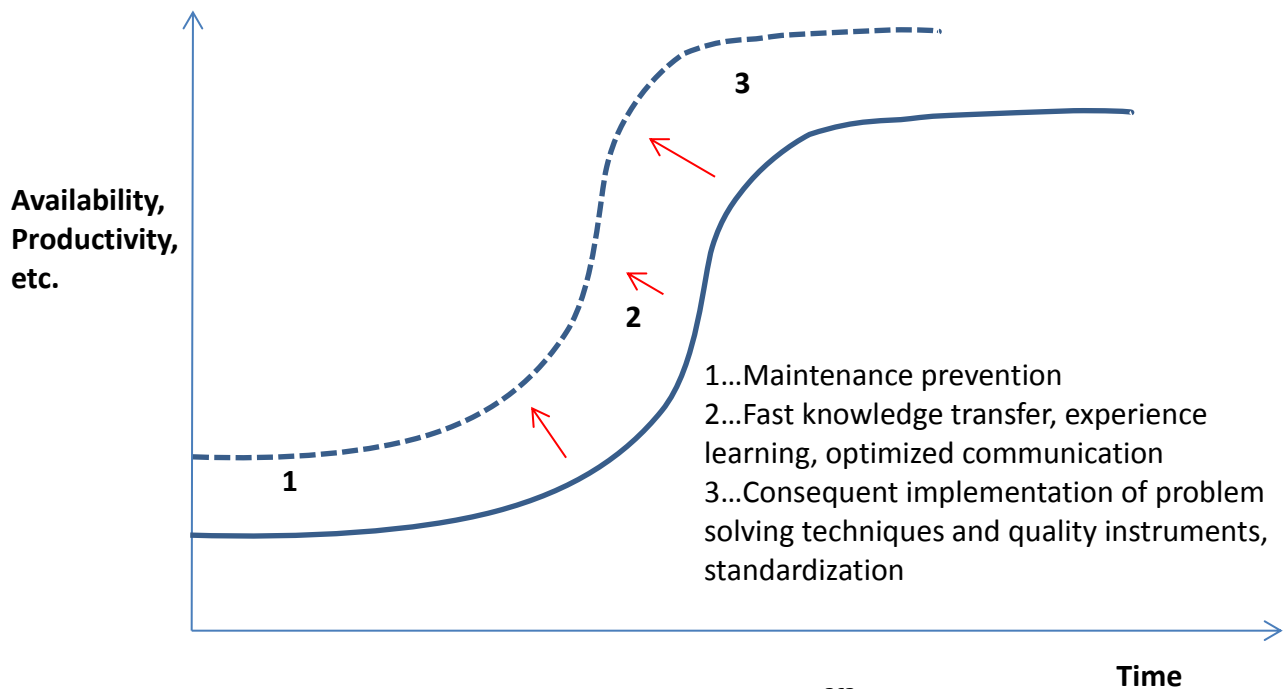 3
Availability,
Productivity,
etc.
2
1...Maintenance prevention
2...Fast knowledge transfer, experience
learning, optimized communication
1
3...Consequent implementation of problem
solving techniques and quality instruments,
standardization
Time